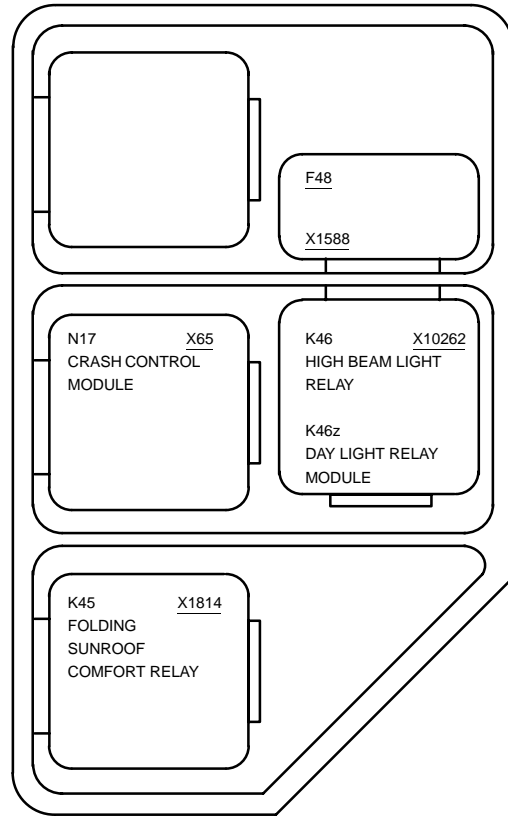 F48
X1588
N17 X65
CRASH CONTROL
MODULE
K46 X10262
HIGH BEAM LIGHT
RELAY
K46z
DAY LIGHT RELAY
MODULE
K45 X1814
FOLDING
SUNROOF
COMFORT RELAY